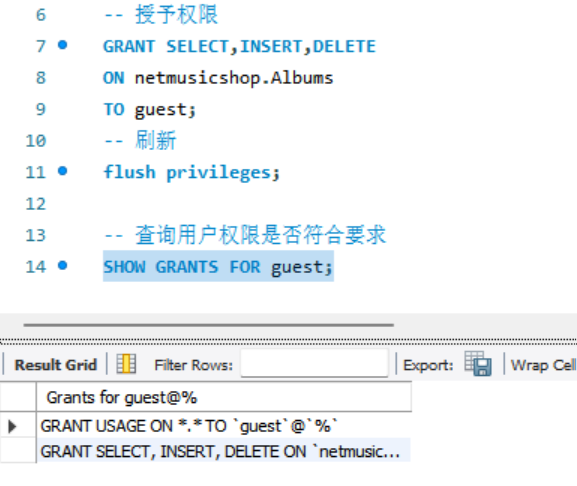 6 -- 授予权限
7 GRANT SELECT,INSERT,DELETE
8 ON netmusicshop.Albums
9 TO guest;
10 -- 刷新
11 flush privileges;
12
13 -- 查询用户权限是否符合要求
14 SHOW GRANTS FOR guest;
Result Grid Filter Rows: Export: Wrap Cell
Grants for guest@%
GRANT USAGE ON *.* TO `guest`@`%`
GRANT SELECT, INSERT, DELETE ON `netmusic...